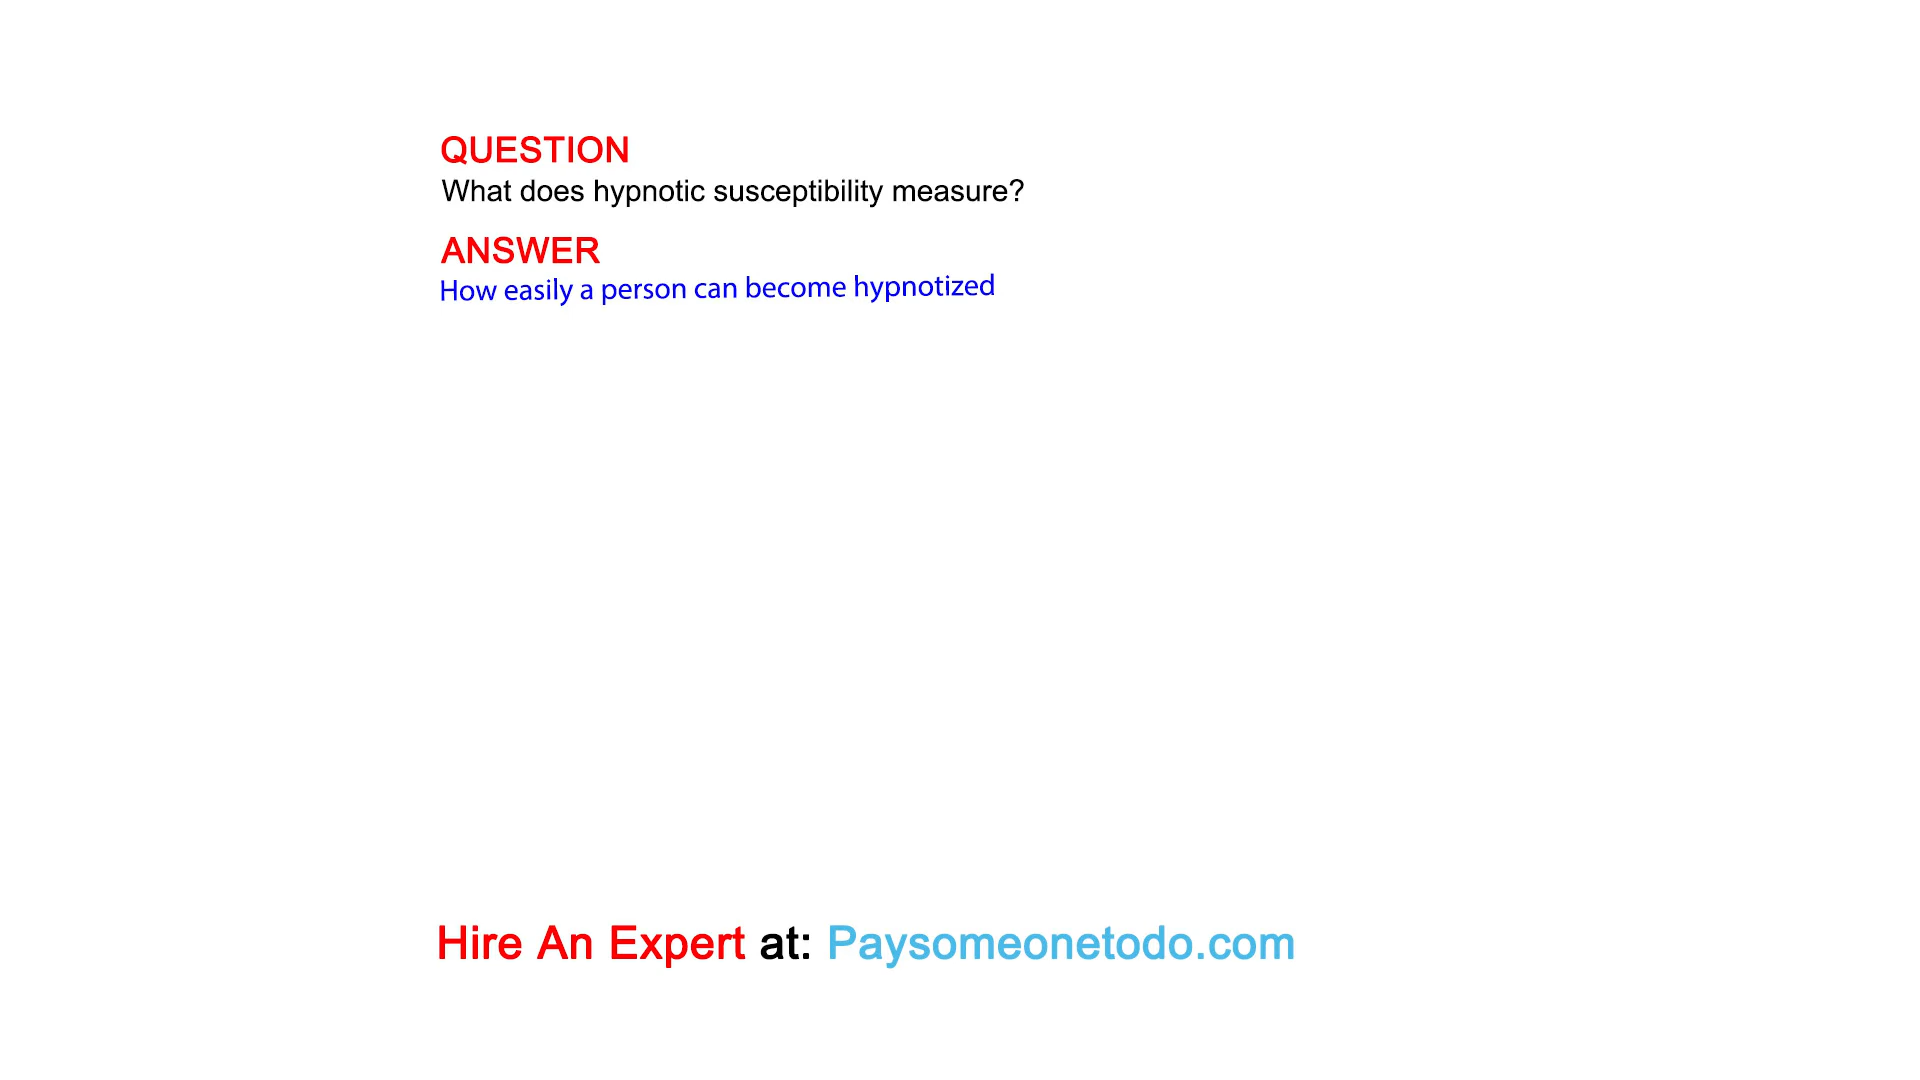 QUESTION
What does hypnotic susceptibility measure?
ANSWER
How easily a person can become hypnotized
Hire An Expert at: Paysomeonetodo.com